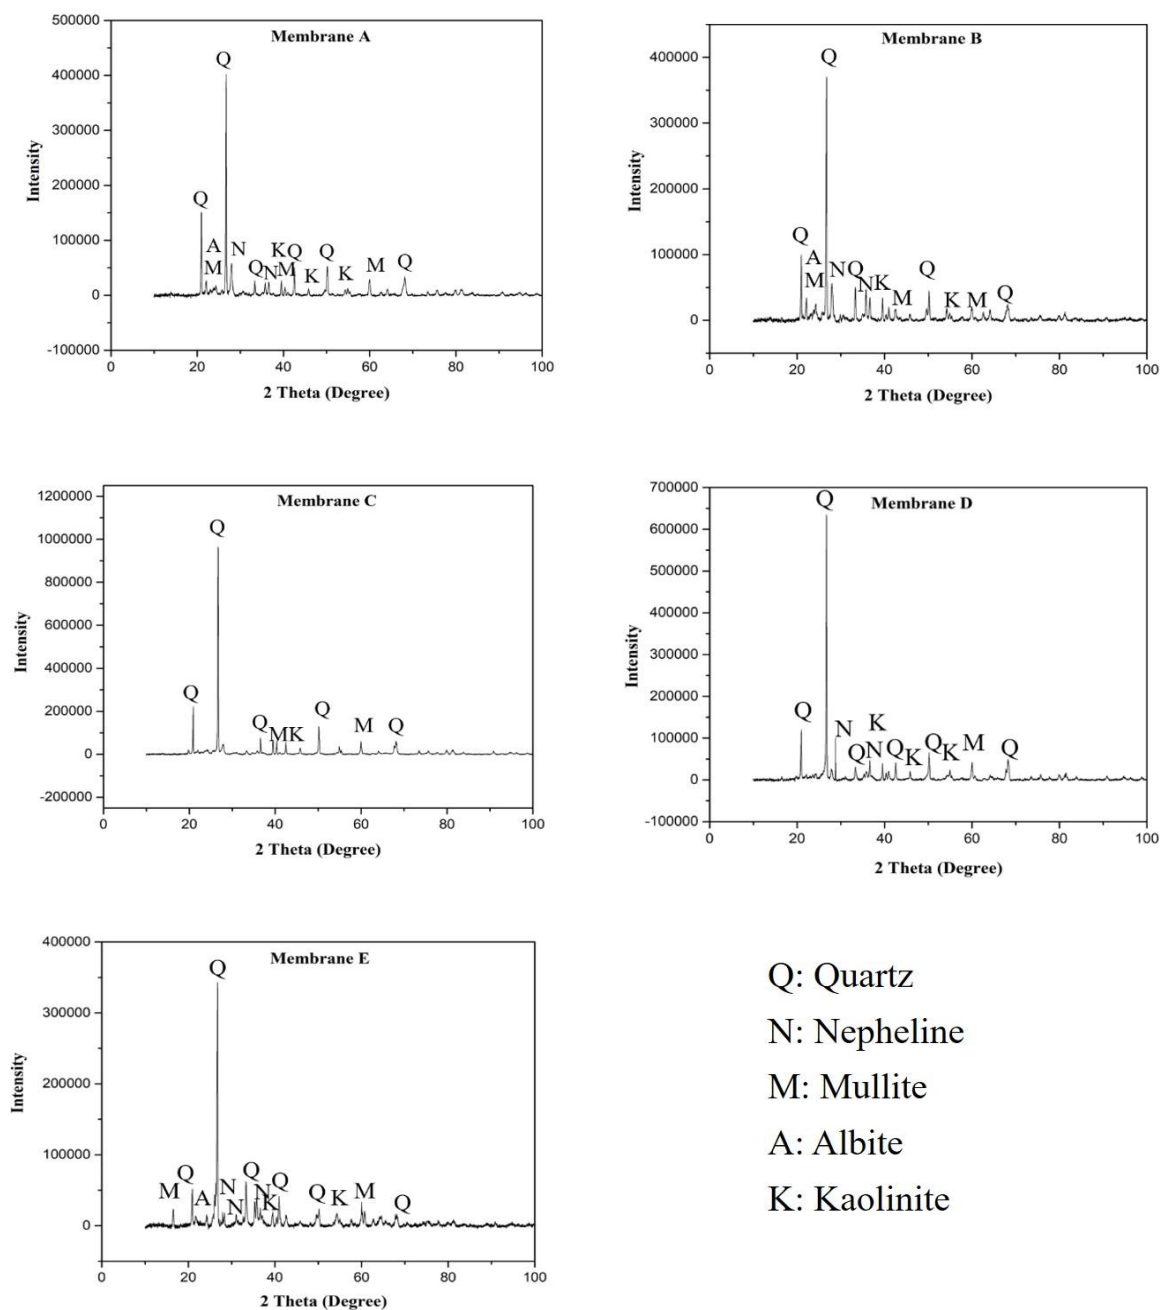 Membrane A
500000
400000
300000
200000
100000
0
-100000
Intensity
Q
Q
A
M
N
Q
N
K
M
Q
K
Q
K
M
Q
0 20 40 60 80 100
2 Theta (Degree)
Membrane B
400000
300000
200000
100000
0
Intensity
Q
Q
A
M
N
Q
N
K
M
Q
K
M
Q
0 20 40 60 80 100
2 Theta (Degree)
Membrane C
1200000
1000000
800000
600000
400000
200000
0
-200000
Intensity
Q
Q
Q
M
K
Q
M
Q
0 20 40 60 80 100
2 Theta (Degree)
Membrane D
700000
600000
500000
400000
300000
200000
100000
0
-100000
Intensity
Q
Q
N
Q
K
N
Q
K
Q
K
M
Q
0 20 40 60 80 100
2 Theta (Degree)
Membrane E
400000
300000
200000
100000
0
-50000
Intensity
Q
M
Q
A
N
N
Q
N
K
Q
Q
K
M
Q
0 20 40 60 80 100
2 Theta (Degree)
Q: Quartz
N: Nepheline
M: Mullite
A: Albite
K: Kaolinite